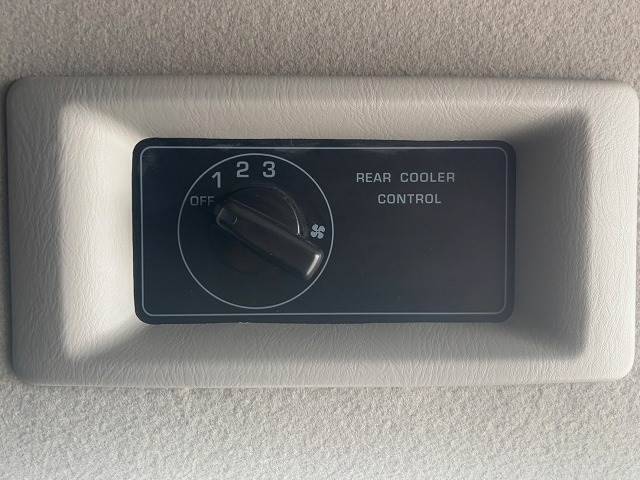 1 2 3
OFF
REAR COOLER
CONTROL